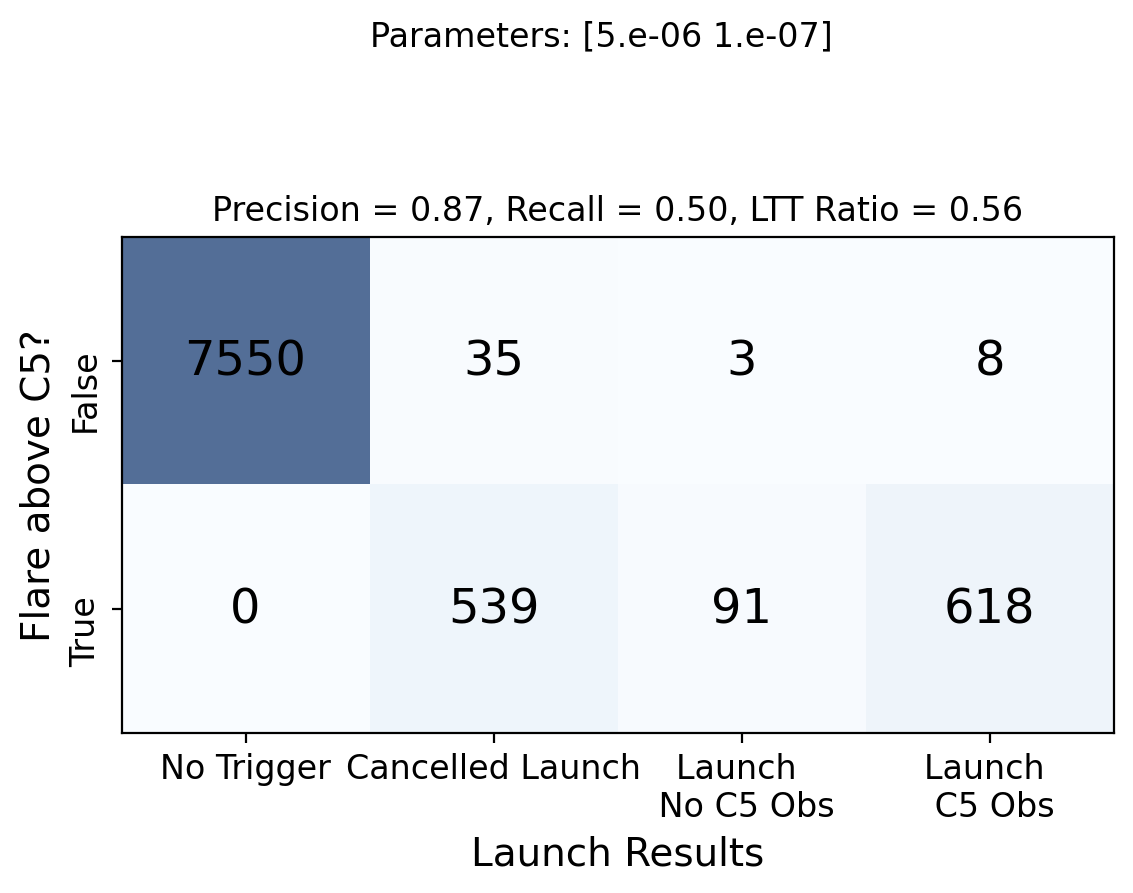 Parameters: [5.e-06 1.e-07]
Precision = 0.87, Recall = 0.50, LTT Ratio = 0.56
Flare above C5?
False
7550 35 3 8
True
0 539 91 618
No Trigger Cancelled Launch Launch Launch
No C5 Obs C5 Obs
Launch Results